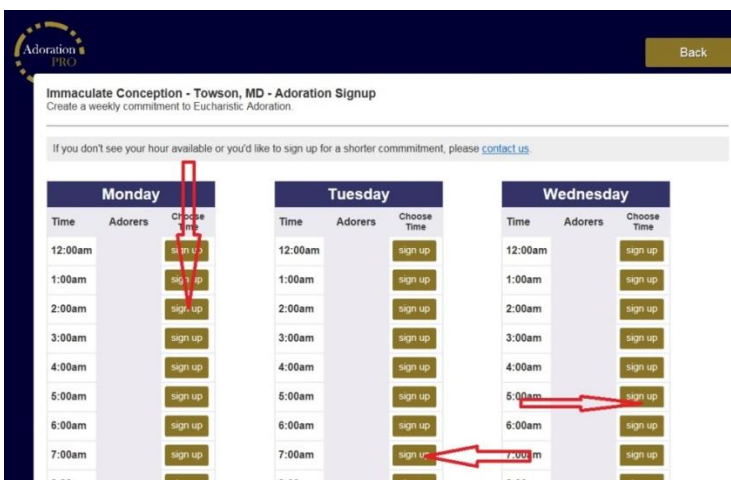 Adoration
PRO
Back
Immaculate Conception - Towson, MD - Adoration Signup
Create a weekly commitment to Eucharistic Adoration.
If you don't see your hour available or you'd like to sign up for a shorter commmitment, please contact us.
Monday Tuesday Wednesday
Time Adorers Choose Time Time Adorers Choose Time Time Adorers Choose Time
12:00am sign up 12:00am sign up 12:00am sign up
1:00am sign up 1:00am sign up 1:00am sign up
2:00am sign up 2:00am sign up 2:00am sign up
3:00am sign up 3:00am sign up 3:00am sign up
4:00am sign up 4:00am sign up 4:00am sign up
5:00am sign up 5:00am sign up 5:00am sign up
6:00am sign up 6:00am sign up 6:00am sign up
7:00am sign up 7:00am sign up 7:00am sign up